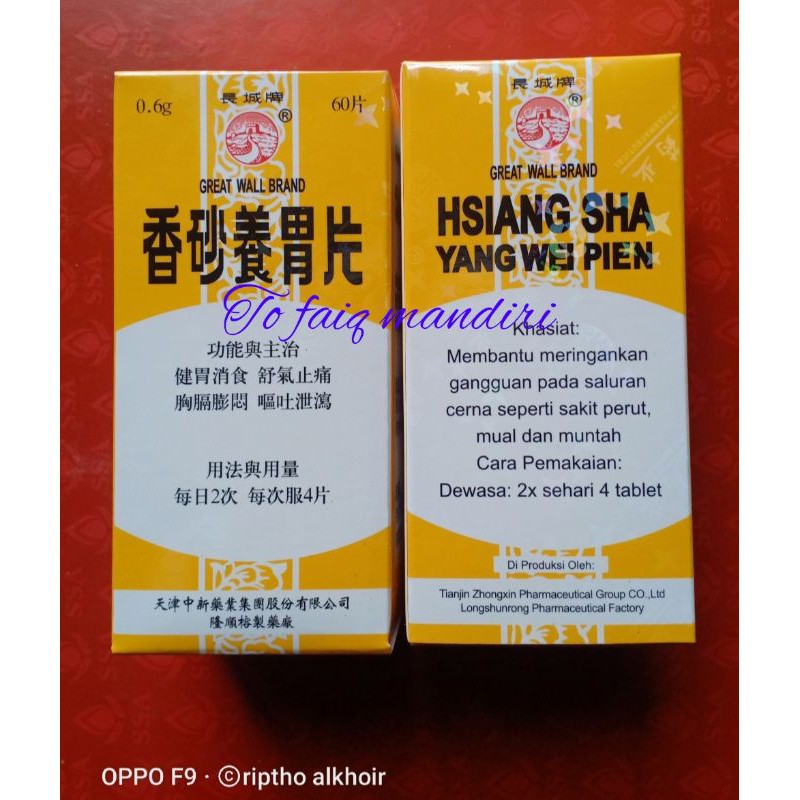 長城牌
0.6g
60片
®
GREAT WALL BRAND
香砂養胃片
功能與主治
健胃消食 舒氣止痛
胸膈膨悶 嘔吐泄瀉
用法與用量
每日2次 每次服4片
天津中新藥業集團股份有限公司
隆順榕製藥廠
長城牌
®
GREAT WALL BRAND
HSIANG SHA
YANG WEI PIEN
To faiq mandiri
Khasiat:
Membantu meringankan
gangguan pada saluran
cerna seperti sakit perut,
mual dan muntah
Cara Pemakaian:
Dewasa: 2x sehari 4 tablet
Di Produksi Oleh:
Tianjin Zhongxin Pharmaceutical Group CO.,Ltd
Longshunrong Pharmaceutical Factory
SSA
OPPO F9 · ©riptho alkhoir